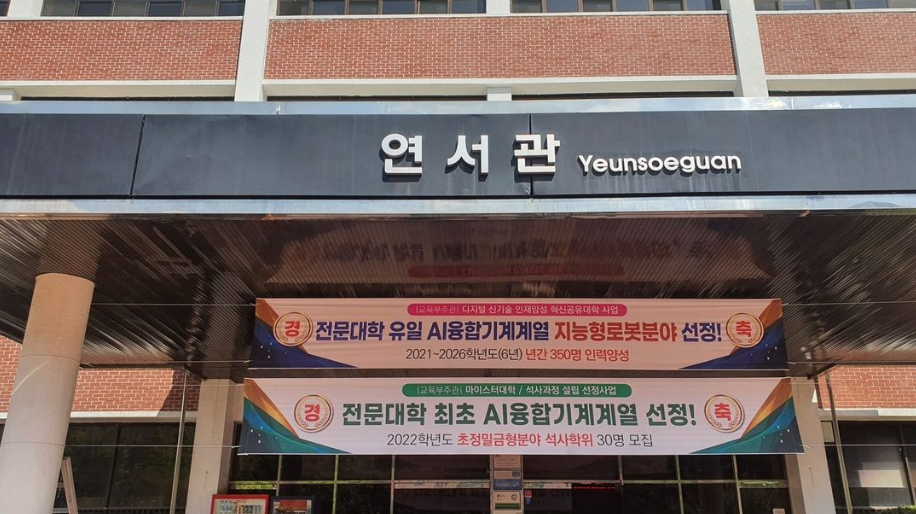 연서관 Yeunsoeguan
[교육부주관] 디지털 신기술 인재양성 혁신공유대학 사업
경 전문대학 유일 AI융합기계계열 지능형로봇분야 선정! 축
2021~2026학년도(6년) 년간 350명 인력양성
[교육부주관] 마이스터대학 / 석사과정 설립 선정사업
경 전문대학 최초 AI융합기계계열 선정! 축
2022학년도 초정밀금형분야 석사학위 30명 모집